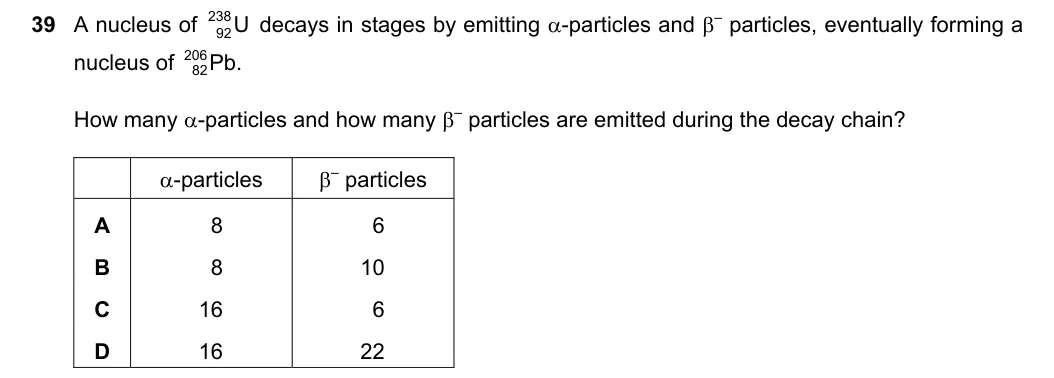 39 A nucleus of ²³⁸₉₂U decays in stages by emitting α-particles and β⁻ particles, eventually forming a
nucleus of ²⁰⁶₈₂Pb.
How many α-particles and how many β⁻ particles are emitted during the decay chain?
α-particles β⁻ particles
A 8 6
B 8 10
C 16 6
D 16 22